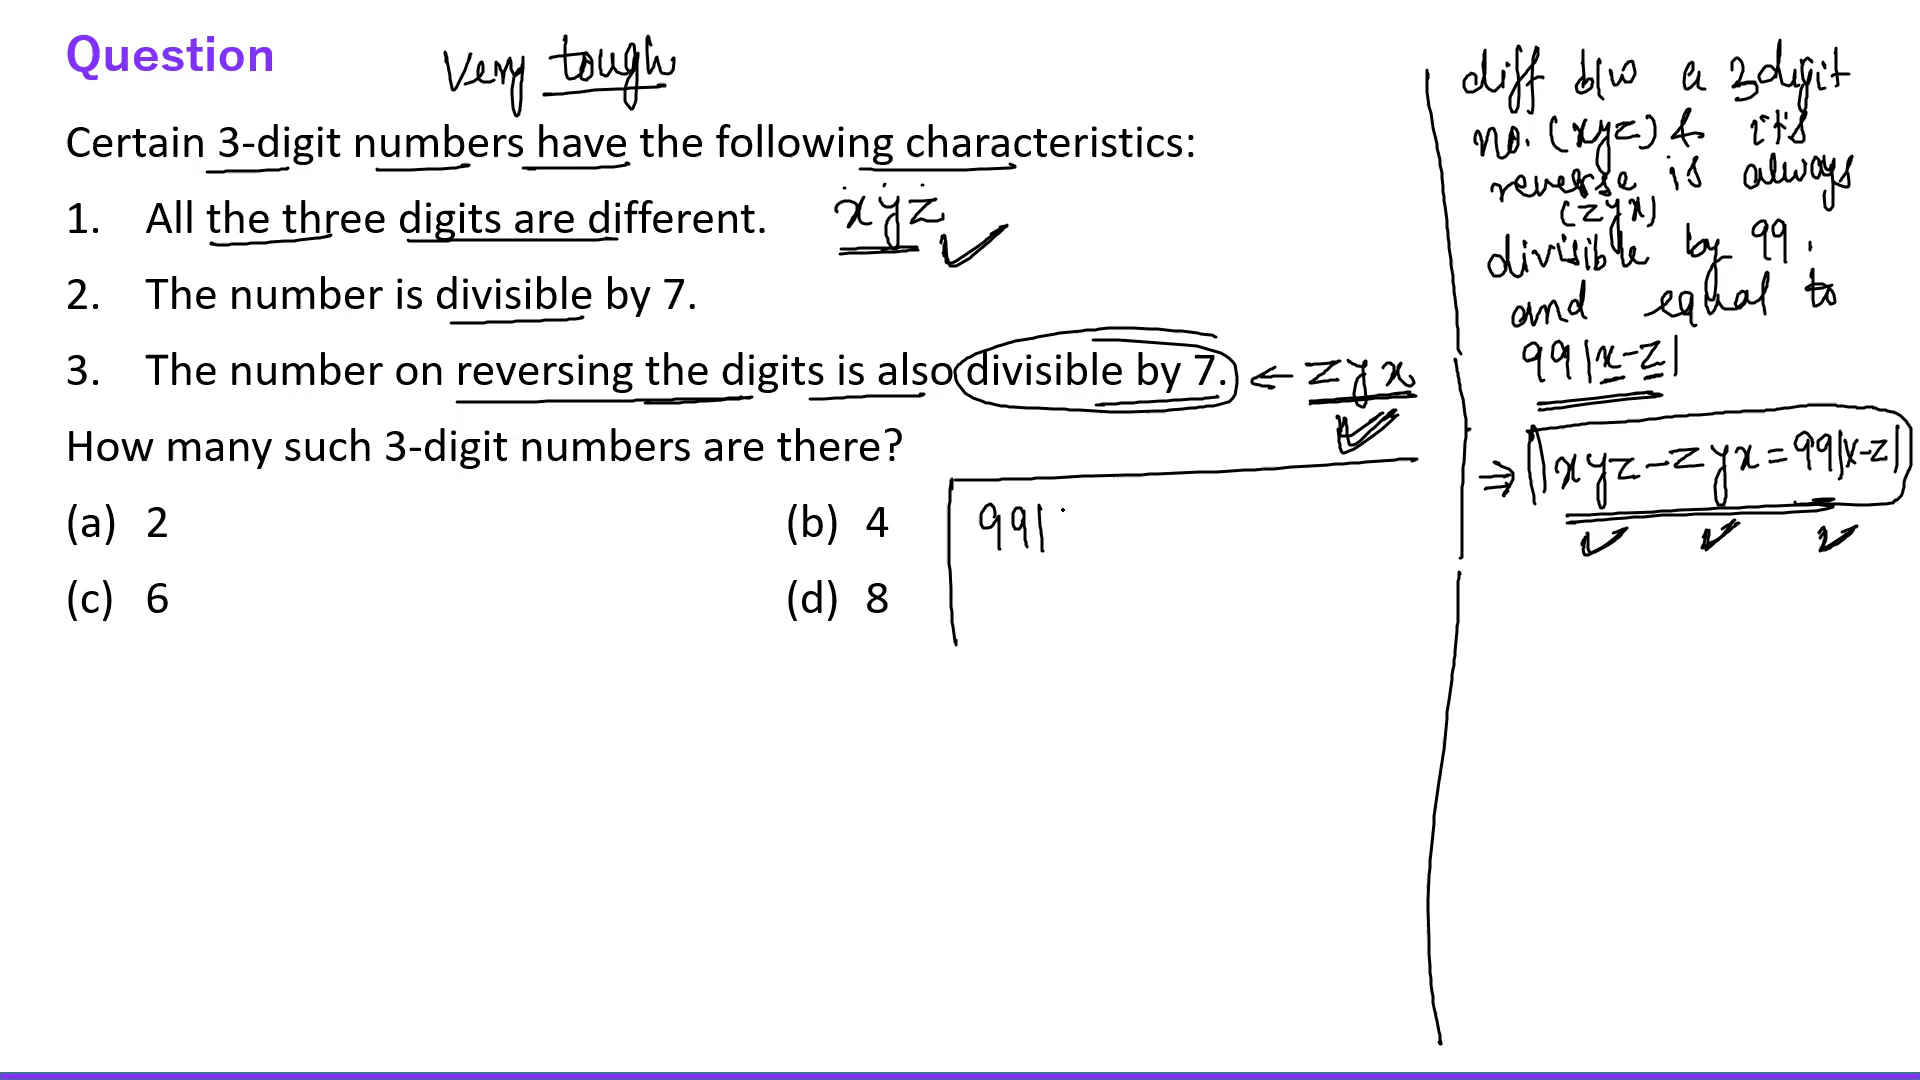 Question
Very tough
Certain 3-digit numbers have the following characteristics:
1. All the three digits are different. xyz
2. The number is divisible by 7.
3. The number on reversing the digits is also divisible by 7. ← zyx
How many such 3-digit numbers are there?
(a) 2 (b) 4
(c) 6 (d) 8
99|
diff b/w a 3digit
no. (xyz) & its
reverse is always
(zyx)
divisible by 99.
and equal to
99|x-z|
⇒ |xyz-zyx=99|x-z|